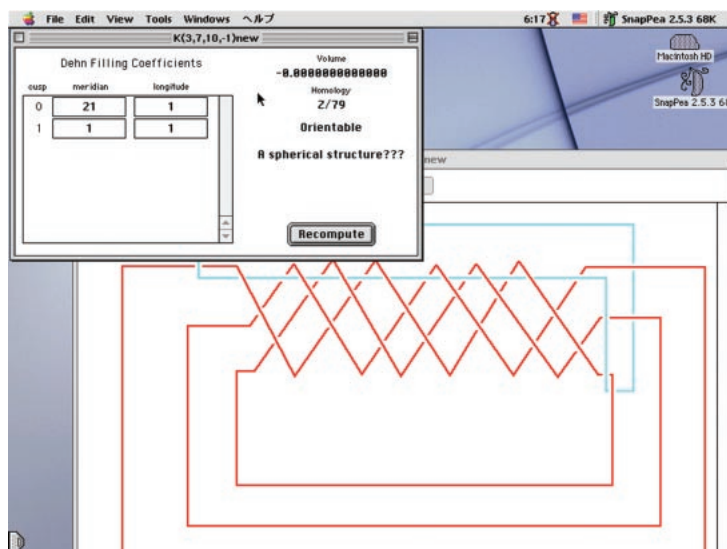 File Edit View Tools Windows ヘルプ 6:17 SnapPea 2.5.3 68K
K(3,7,10,-1)new
Dehn Filling Coefficients
cusp meridian longitude
0 21 1
1 1 1
Volume
-0.0000000000000
Homology
Z/79
Orientable
A spherical structure???
Recompute
Macintosh HD
SnapPea 2.5.3 68
new